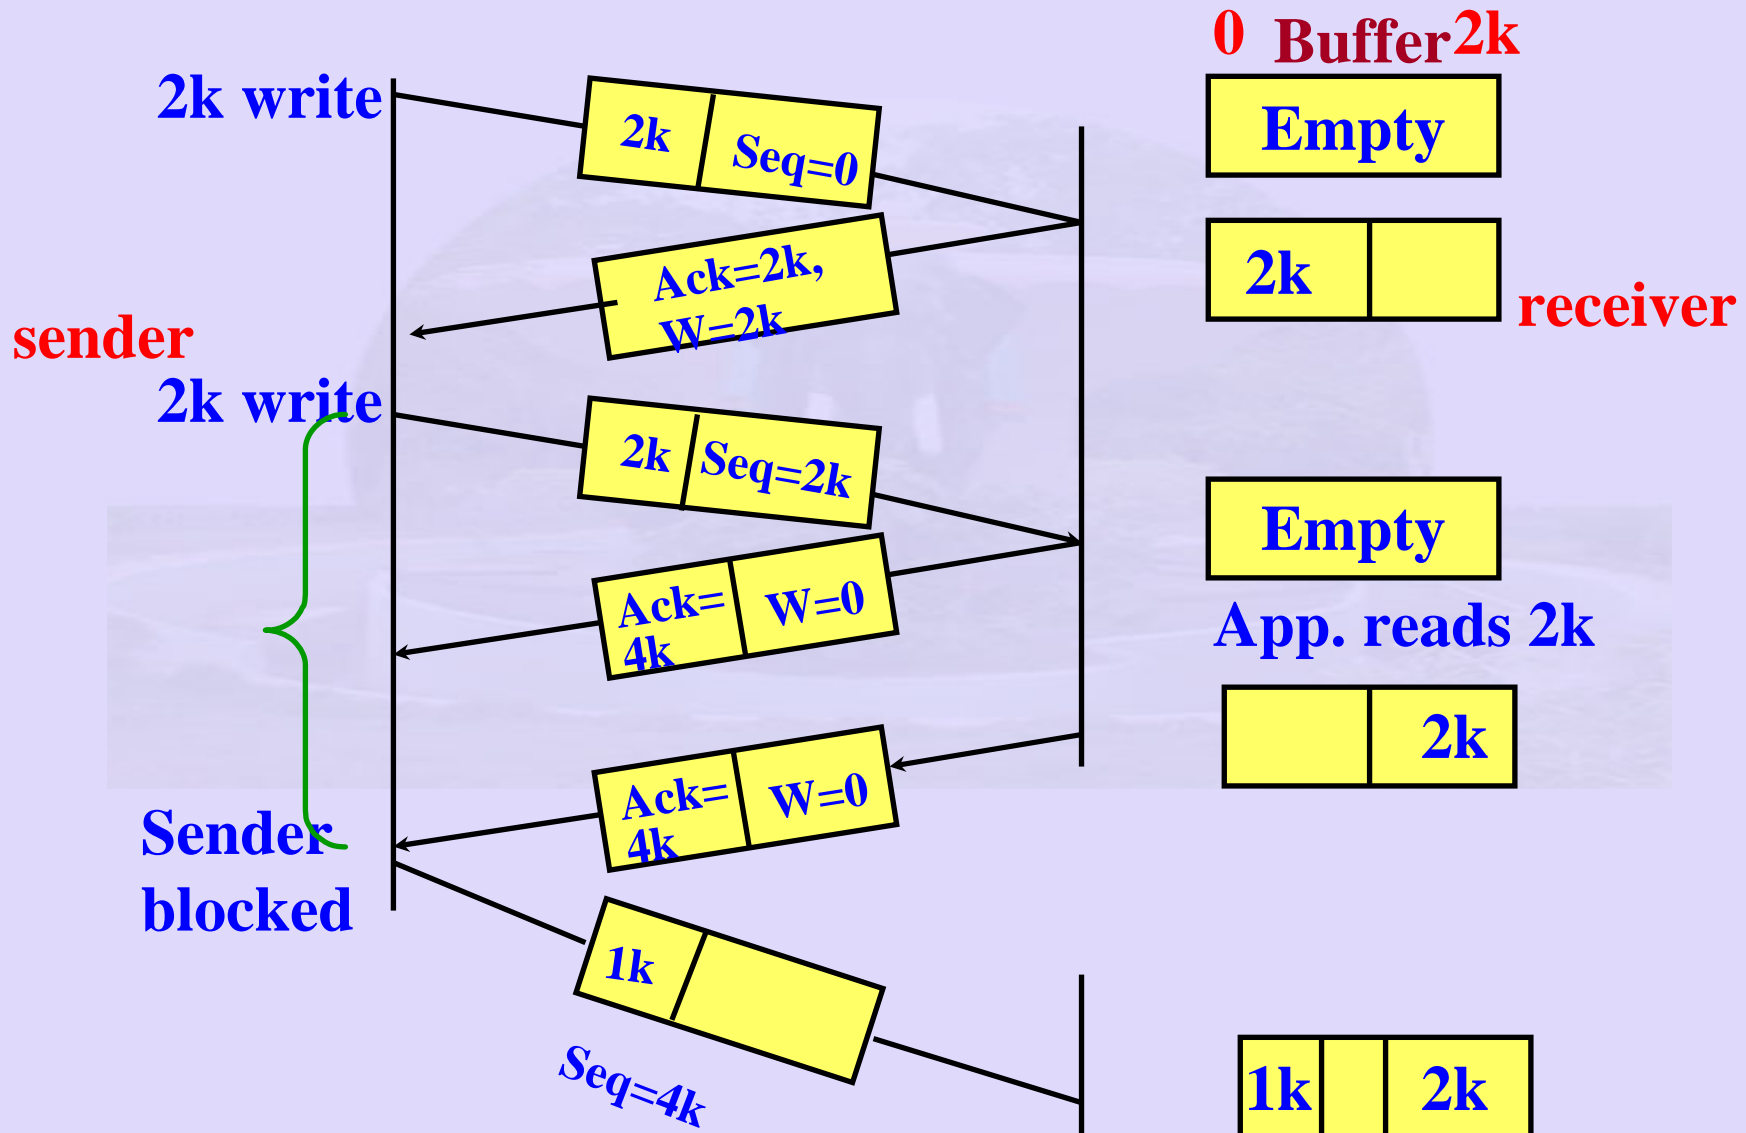 0 Buffer 2k
2k write
2k Seq=0
Empty
Ack=2k,
W=2k
2k
receiver
sender
2k write
2k Seq=2k
Empty
Ack=
4k
W=0
App. reads 2k
2k
Ack=
4k
W=0
Sender
blocked
1k
Seq=4k
1k 2k